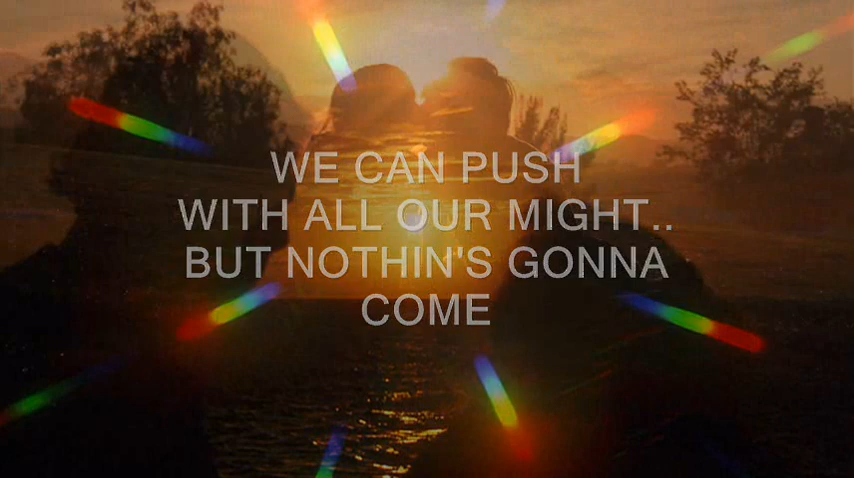 WE CAN PUSH
WITH ALL OUR MIGHT..
BUT NOTHIN'S GONNA
COME